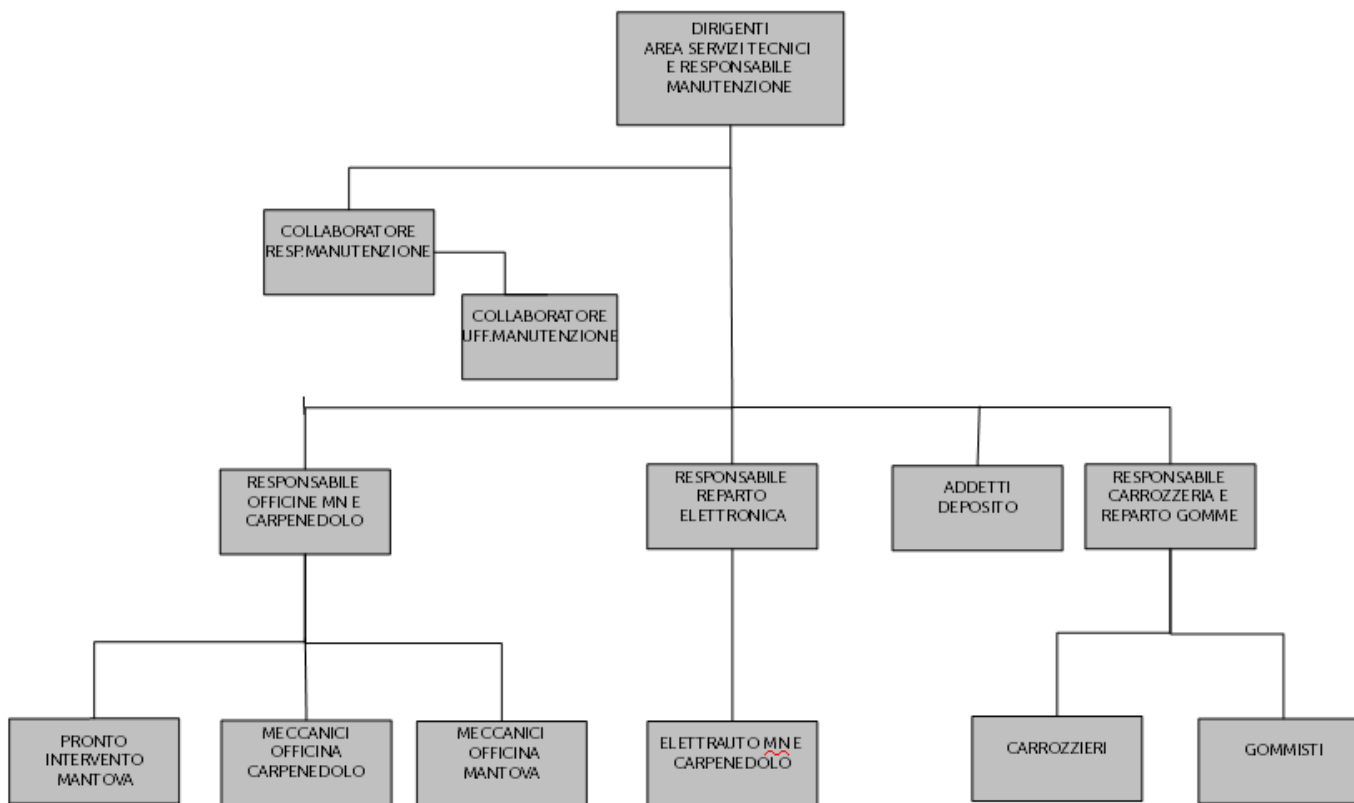 DIRIGENTI
AREA SERVIZI TECNICI
E RESPONSABILE
MANUTENZIONE
COLLABORATORE
RESP.MANUTENZIONE
COLLABORATORE
UFF.MANUTENZIONE
RESPONSABILE
OFFICINE MN E
CARPENEDOLO
RESPONSABILE
REPARTO
ELETTRONICA
ADDETTI
DEPOSITO
RESPONSABILE
CARROZZERIA E
REPARTO GOMME
PRONTO
INTERVENTO
MANTOVA
MECCANICI
OFFICINA
CARPENEDOLO
MECCANICI
OFFICINA
MANTOVA
ELETTRAUTO MN E
CARPENEDOLO
CARROZZIERI
GOMMISTI